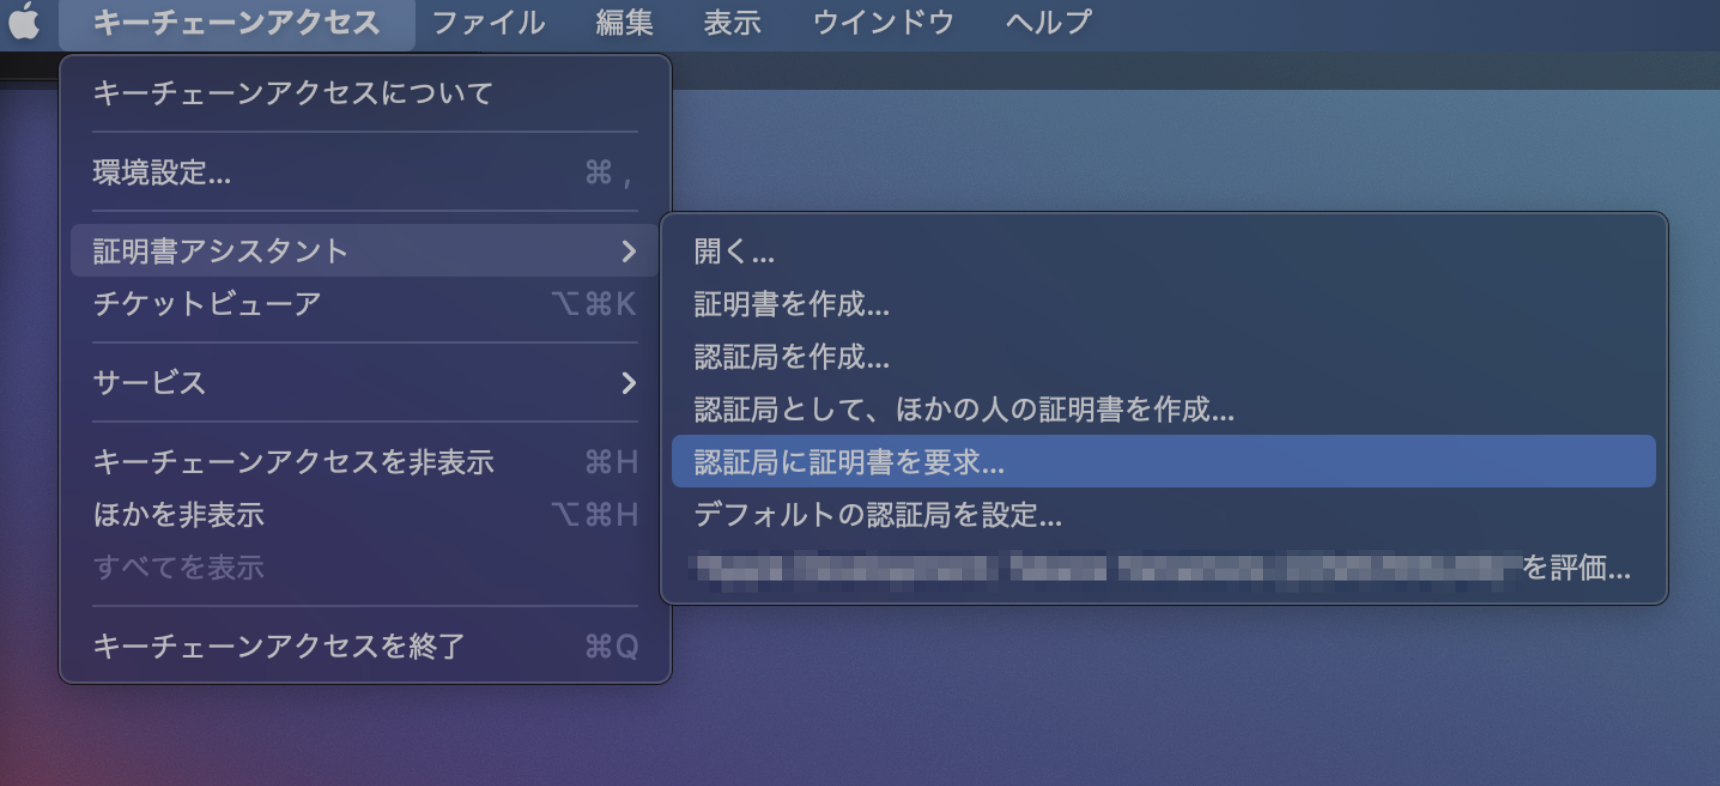 キーチェーンアクセス ファイル 編集 表示 ウインドウ ヘルプ
キーチェーンアクセスについて
環境設定... ⌘ ,
証明書アシスタント
チケットビューア ⌥⌘K
サービス
キーチェーンアクセスを非表示 ⌘H
ほかを非表示 ⌥⌘H
すべてを表示
キーチェーンアクセスを終了 ⌘Q
開く...
証明書を作成...
認証局を作成...
認証局として、ほかの人の証明書を作成...
認証局に証明書を要求...
デフォルトの認証局を設定...
を評価...